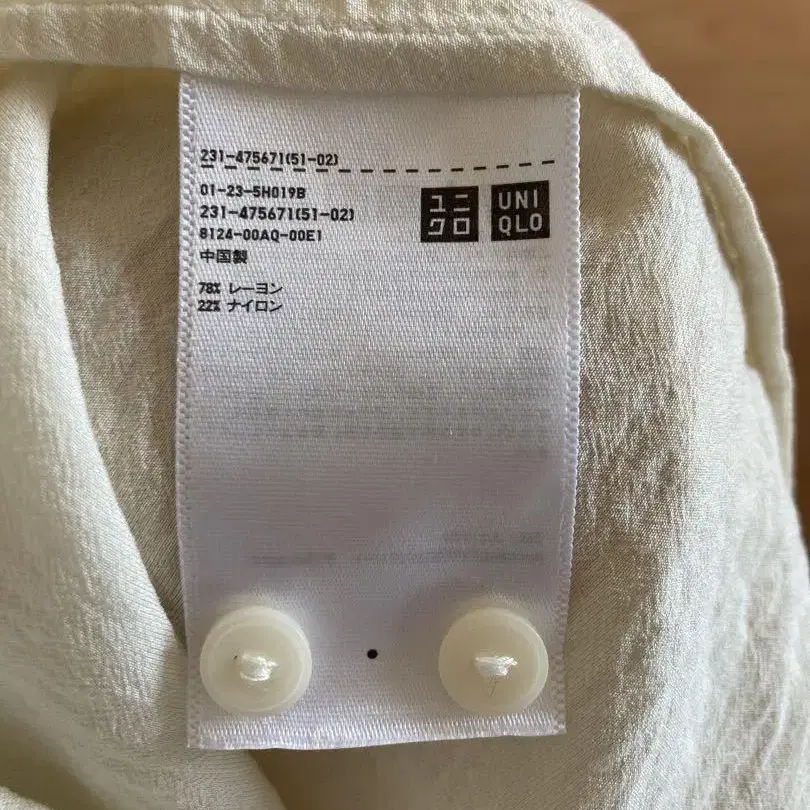 231-475671(51-02)
01-23-5H019B
231-475671(51-02)
8124-00AQ-00E1
中国製
78% レーヨン
22% ナイロン
ユニ
クロ
UNI
QLO